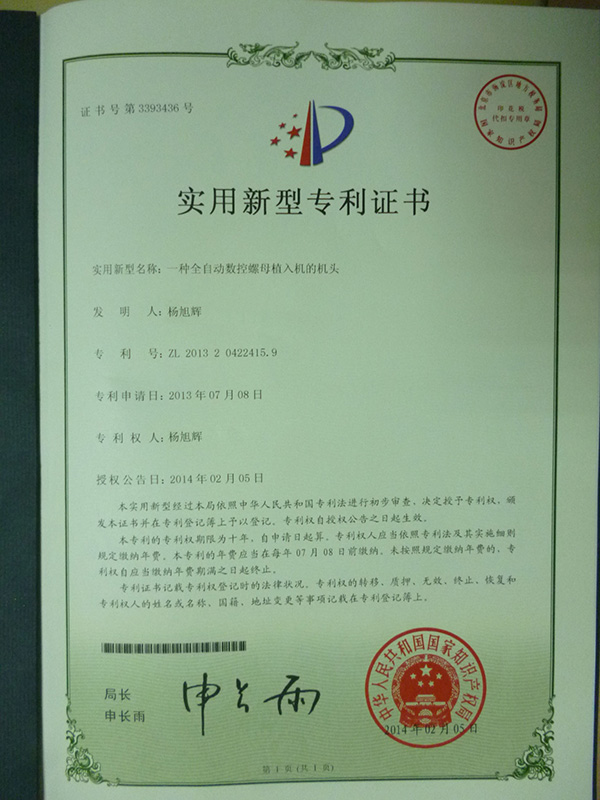 证书号第3393436号
印花税
代扣专用章
国家知识产权局
实用新型专利证书
实用新型名称：一种全自动数控螺母植入机的机头
发 明 人：杨旭辉
专 利 号：ZL 2013 2 0422415.9
专利申请日：2013年07月08日
专 利 权 人：杨旭辉
授权公告日：2014年02月05日
本实用新型经过本局依照中华人民共和国专利法进行初步审查，决定授予专利权，颁
发本证书并在专利登记簿上予以登记。专利权自授权公告之日起生效。
本专利的专利权期限为十年，自申请日起算。专利权人应当依照专利法及其实施细则
规定缴纳年费。本专利的年费应当在每年07月08日前缴纳。未按照规定缴纳年费的，专
利权自应当缴纳年费期满之日起终止。
专利证书记载专利权登记时的法律状况。专利权的转移、质押、无效、终止、恢复和
专利权人的姓名或名称、国籍、地址变更等事项记载在专利登记簿上。
局长
申长雨
申长雨
中华人民共和国国家知识产权局
2014年02月05日
第1页（共1页）